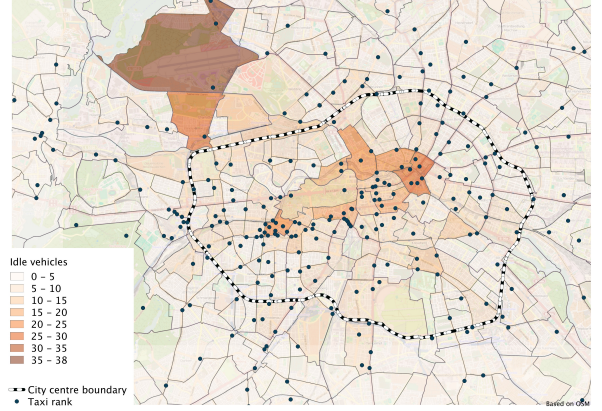 Idle vehicles
0 – 5
5 – 10
10 – 15
15 – 20
20 – 25
25 – 30
30 – 35
35 – 38
City centre boundary
Taxi rank
Based on OSM